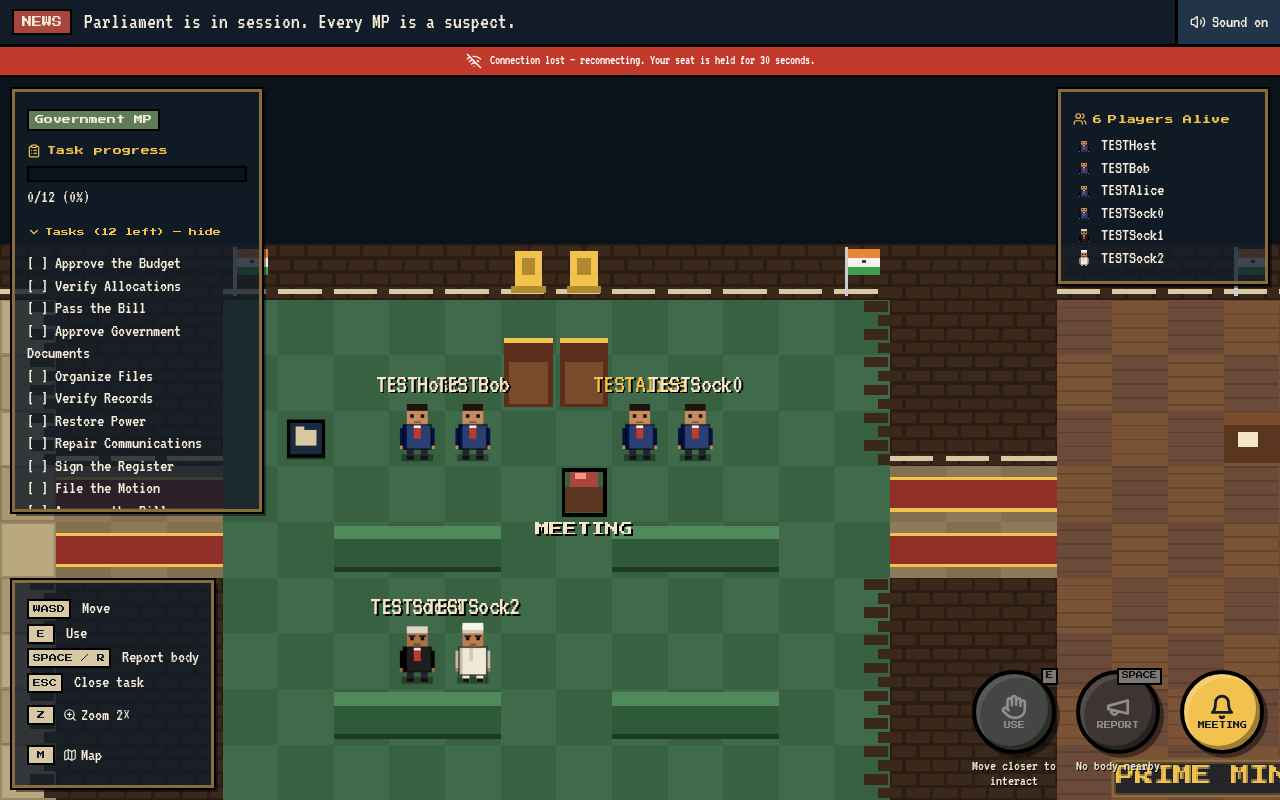 NEWS Parliament is in session. Every MP is a suspect. Sound on
Connection lost – reconnecting. Your seat is held for 30 seconds.
Government MP
Task progress
0/12 (0%)
Tasks (12 left) – hide
[ ] Approve the Budget
[ ] Verify Allocations
[ ] Pass the Bill
[ ] Approve Government
Documents
[ ] Organize Files
[ ] Verify Records
[ ] Restore Power
[ ] Repair Communications
[ ] Sign the Register
[ ] File the Motion
6 Players Alive
TESTHost
TESTBob
TESTAlice
TESTSock0
TESTSock1
TESTSock2
TESTBob
TESTSock0
MEETING
TESTSock2
WASD Move
E Use
SPACE / R Report body
ESC Close task
Z Zoom 2X
M Map
E
USE
Move closer to
interact
SPACE
REPORT
No body nearby
MEETING
PRIME MIN